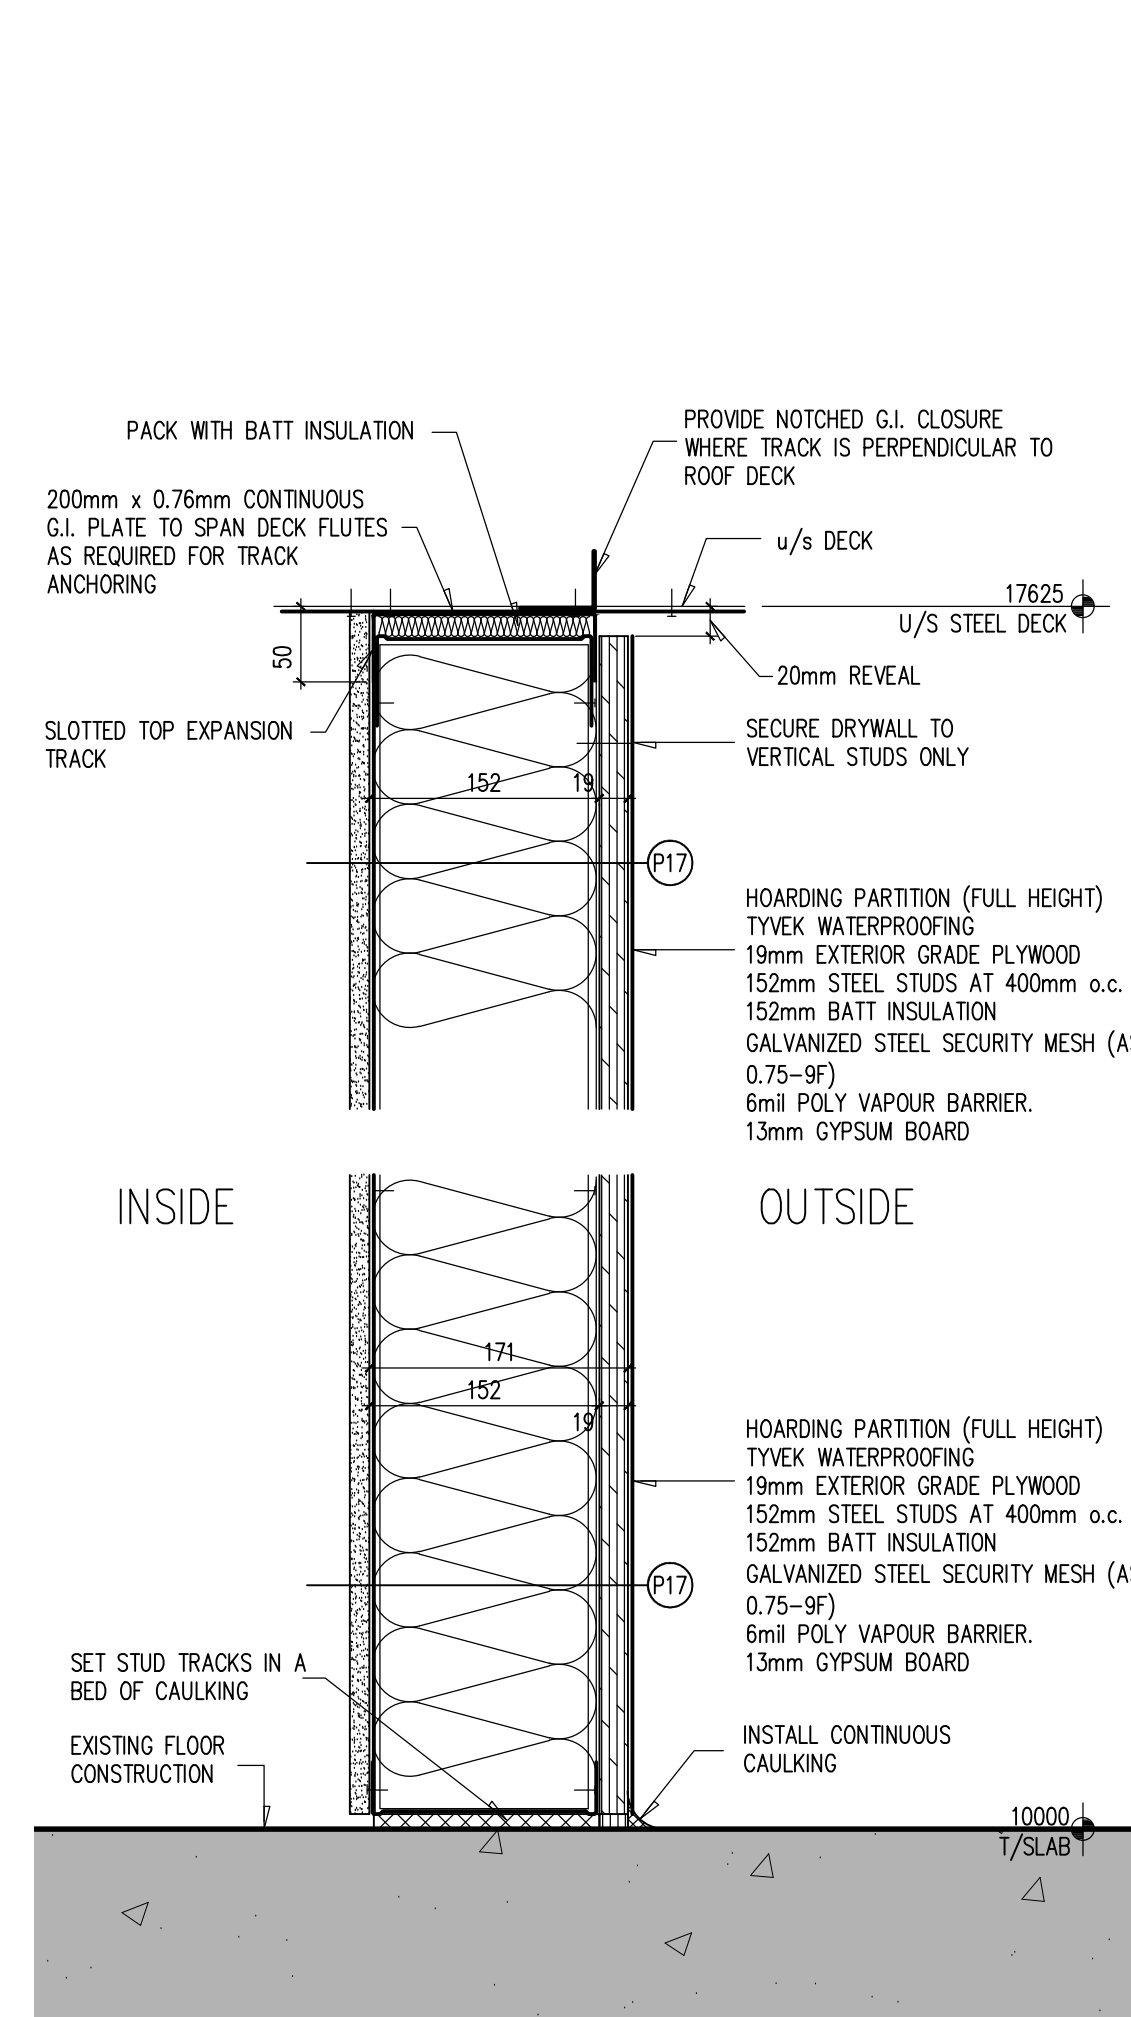 PACK WITH BATT INSULATION
PROVIDE NOTCHED G.I. CLOSURE
WHERE TRACK IS PERPENDICULAR TO
ROOF DECK
200mm x 0.76mm CONTINUOUS
G.I. PLATE TO SPAN DECK FLUTES
AS REQUIRED FOR TRACK
ANCHORING
u/s DECK
17625
U/S STEEL DECK
50
20mm REVEAL
SLOTTED TOP EXPANSION
TRACK
SECURE DRYWALL TO
VERTICAL STUDS ONLY
152
19
P17
HOARDING PARTITION (FULL HEIGHT)
TYVEK WATERPROOFING
19mm EXTERIOR GRADE PLYWOOD
152mm STEEL STUDS AT 400mm o.c.
152mm BATT INSULATION
GALVANIZED STEEL SECURITY MESH
0.75-9F)
6mil POLY VAPOUR BARRIER.
13mm GYPSUM BOARD
INSIDE
OUTSIDE
171
152
19
HOARDING PARTITION (FULL HEIGHT)
TYVEK WATERPROOFING
19mm EXTERIOR GRADE PLYWOOD
152mm STEEL STUDS AT 400mm o.c.
152mm BATT INSULATION
GALVANIZED STEEL SECURITY MESH
0.75-9F)
6mil POLY VAPOUR BARRIER.
13mm GYPSUM BOARD
P17
SET STUD TRACKS IN A
BED OF CAULKING
EXISTING FLOOR
CONSTRUCTION
INSTALL CONTINUOUS
CAULKING
10000
T/SLAB